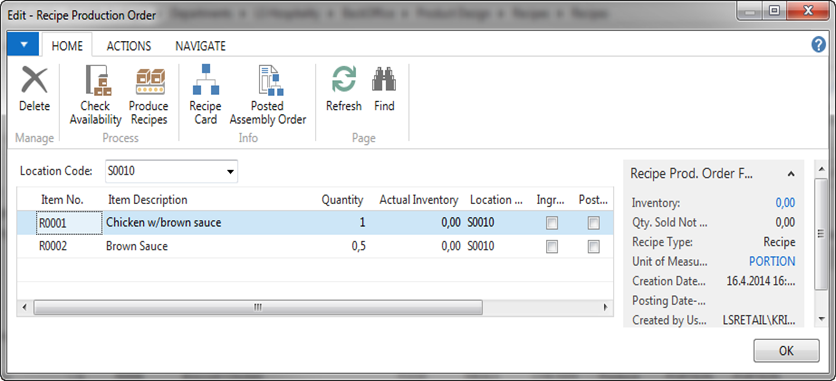 Edit - Recipe Production Order
HOME ACTIONS NAVIGATE
Delete Check Availability Produce Recipes Recipe Card Posted Assembly Order Refresh Find
Manage Process Info Page
Location Code: S0010
Item No. Item Description Quantity Actual Inventory Location ... Ingr... Post...
R0001 Chicken w/brown sauce 1 0,00 S0010
R0002 Brown Sauce 0,5 0,00 S0010
Recipe Prod. Order F...
Inventory: 0,00
Qty. Sold Not ... 0,00
Recipe Type: Recipe
Unit of Measu... PORTION
Creation Date... 16.4.2014 16:...
Posting Date-...
Created by Us... LSRETAIL\KRI...
OK